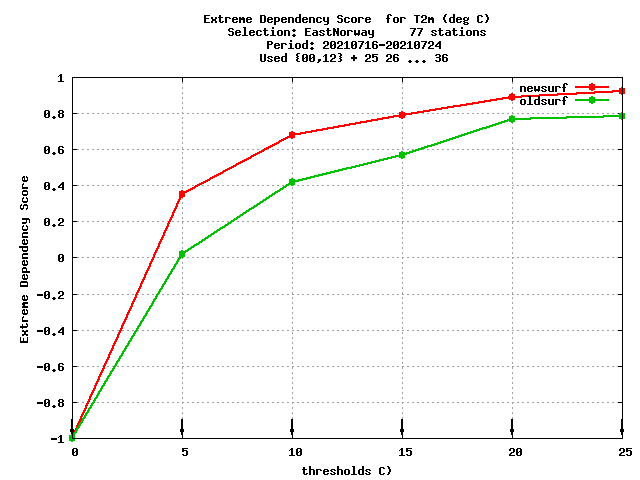 Extreme Dependency Score  for T2m (deg C)
Selection: EastNorway     77 stations
Period: 20210716-20210724
Used {00,12} + 25 26 ... 36
newsurf
oldsurf
1
0.8
0.6
0.4
0.2
0
-0.2
-0.4
-0.6
-0.8
-1
Extreme Dependency Score
0 5 10 15 20 25
thresholds C)